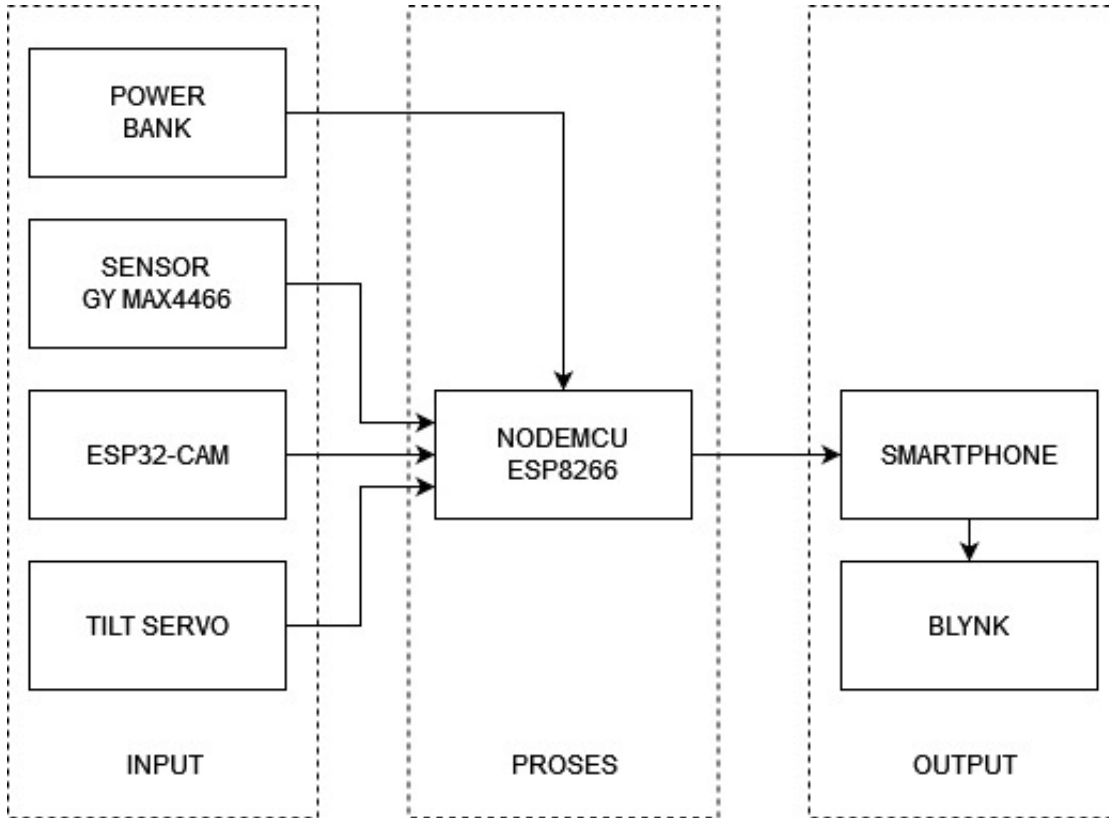 POWER
BANK
SENSOR
GY MAX4466
ESP32-CAM
TILT SERVO
INPUT
NODEMCU
ESP8266
PROSES
SMARTPHONE
BLYNK
OUTPUT